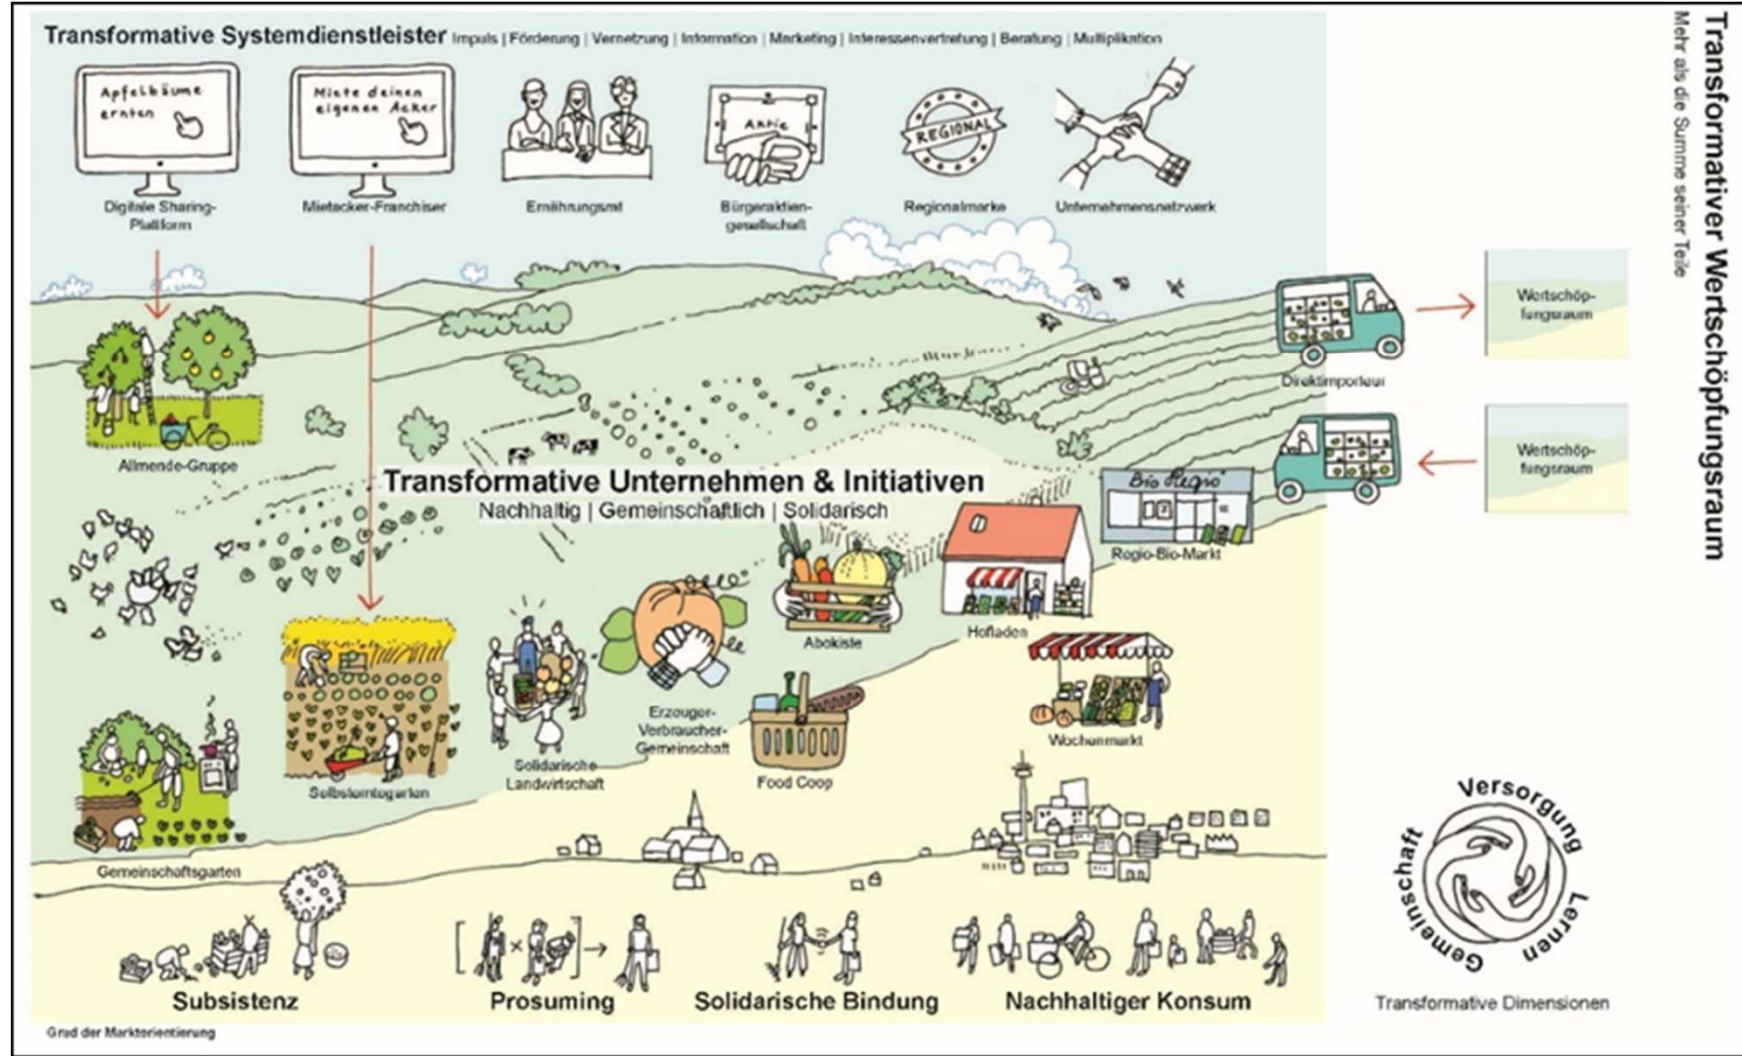 Transformative Systemdienstleister Impuls | Förderung | Vernetzung | Information | Marketing | Interessenvertretung | Beratung | Multiplikation
Apfelbäume
ernten
Miete deinen
eigenen Acker
Aktie
REGIONAL
Digitale Sharing-
Plattform
Mietacker-Franchiser
Ernährungsrat
Bürgeraktien-
gesellschaft
Regionalmarke
Unternehmensnetzwerk
Transformativer Wertschöpfungsraum
Mehr als die Summe seiner Teile
Wertschöp-
fungsraum
Direktimporteur
Wertschöp-
fungsraum
Allmende-Gruppe
Transformative Unternehmen & Initiativen
Nachhaltig | Gemeinschaftlich | Solidarisch
Bio Regio
Regio-Bio-Markt
Hofladen
Abokiste
Erzeuger-
Verbraucher-
Gemeinschaft
Wochenmarkt
Solidarische
Landwirtschaft
Food Coop
Selbsterntegarten
Gemeinschaftsgarten
Versorgung
Lernen
Gemeinschaft
Transformative Dimensionen
Subsistenz
Prosuming
Solidarische Bindung
Nachhaltiger Konsum
Grad der Marktorientierung